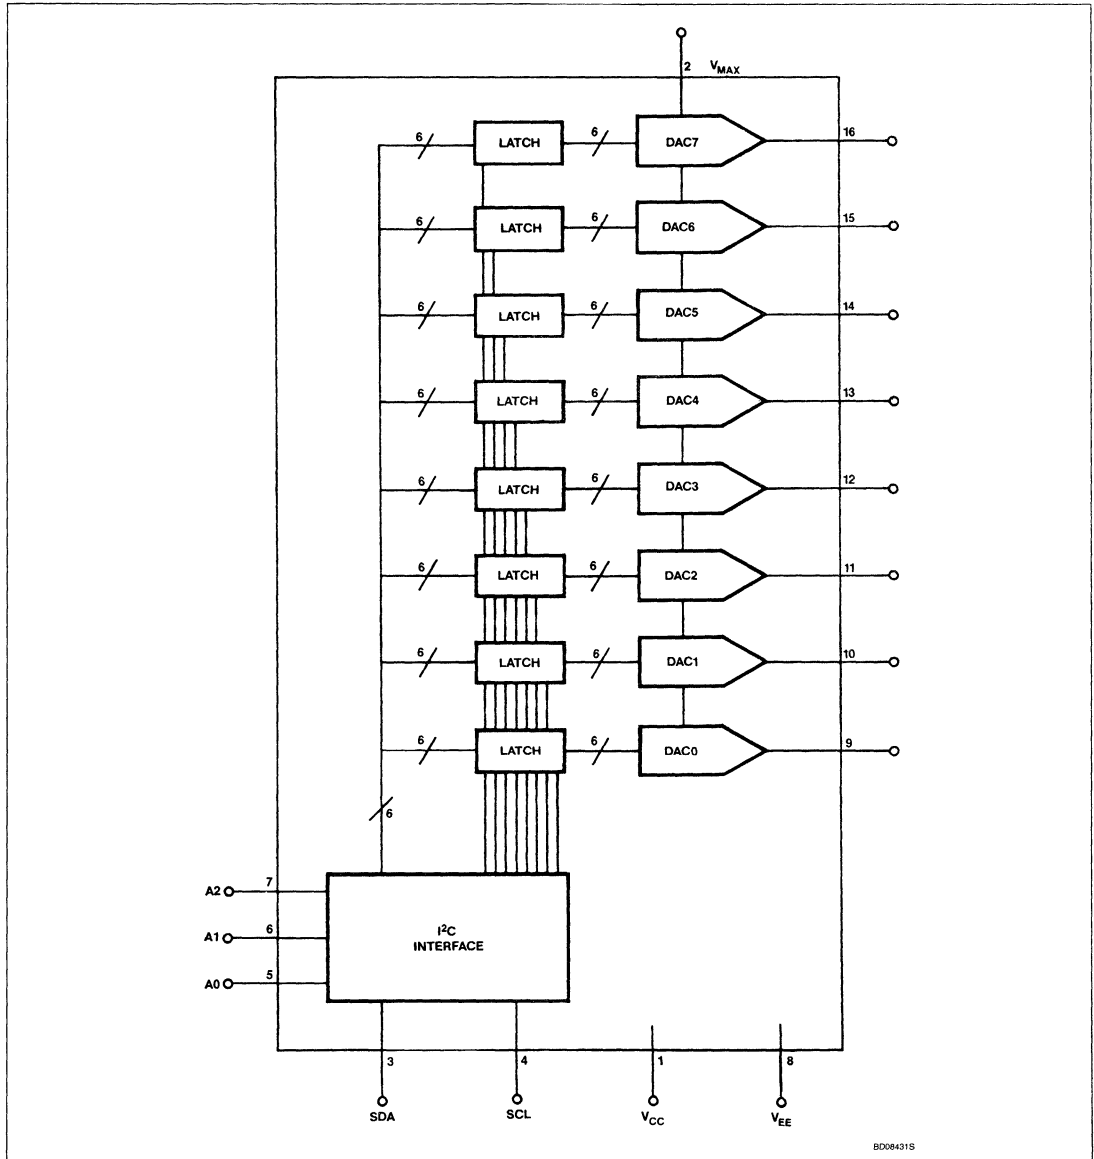 2 VMAX
6 LATCH 6 DAC7 16
6 LATCH 6 DAC6 15
6 LATCH 6 DAC5 14
6 LATCH 6 DAC4 13
6 LATCH 6 DAC3 12
6 LATCH 6 DAC2 11
6 LATCH 6 DAC1 10
6 LATCH 6 DAC0 9
6
A2 7
I²C
INTERFACE
A1 6
A0 5
3 4 1 8
SDA SCL VCC VEE
BD08431S